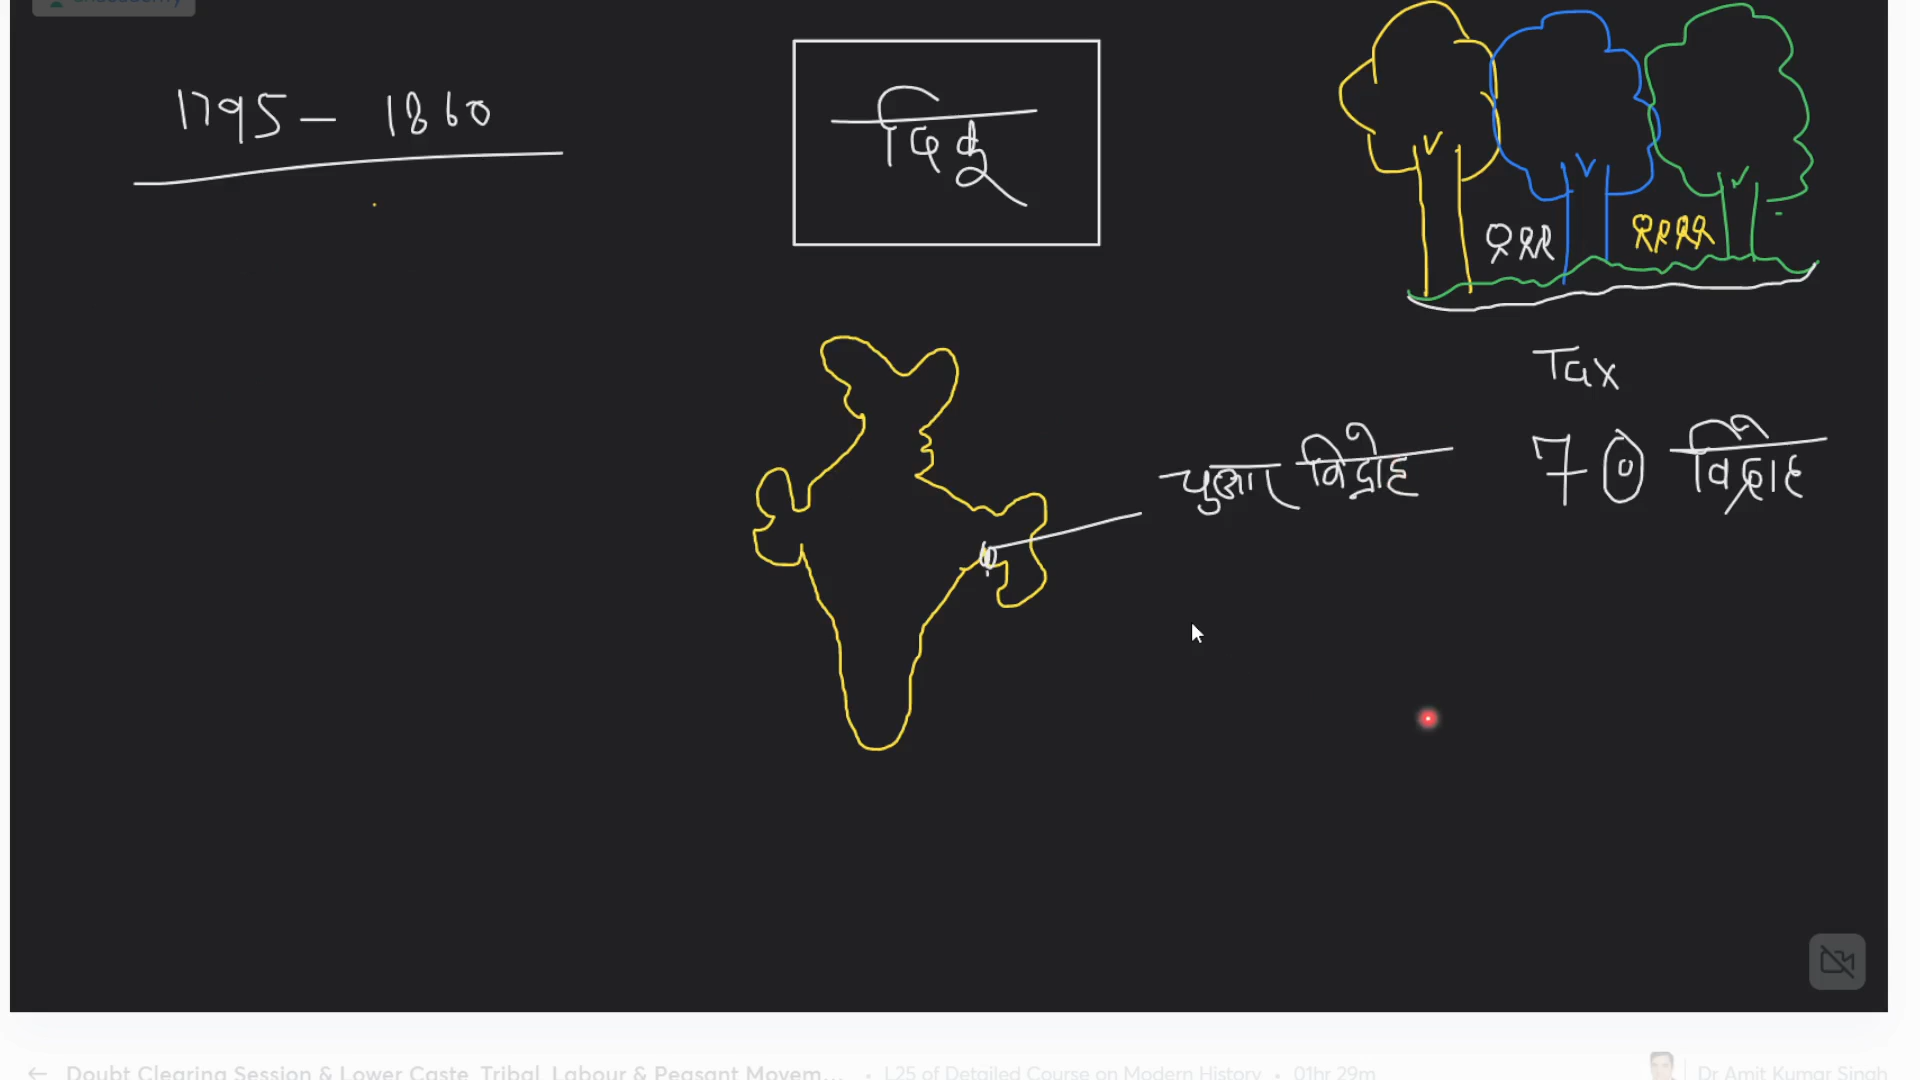 1795 - 1860
दिकू
Tax
चुआर विद्रोह
70 विद्रोह
← Doubt Clearing Session & Lower Caste, Tribal, Labour & Peasant Movem... • L25 of Detailed Course on Modern History • 01hr 29m
Dr Amit Kumar Singh